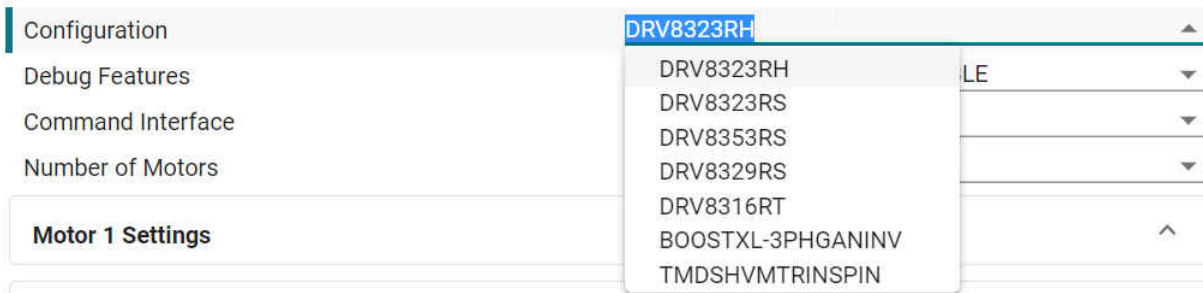 Configuration DRV8323RH
DRV8323RH
Debug Features LE
DRV8323RS
Command Interface
DRV8353RS
Number of Motors
DRV8329RS
DRV8316RT
Motor 1 Settings
BOOSTXL-3PHGANINV
TMDSHVMTRINSPIN